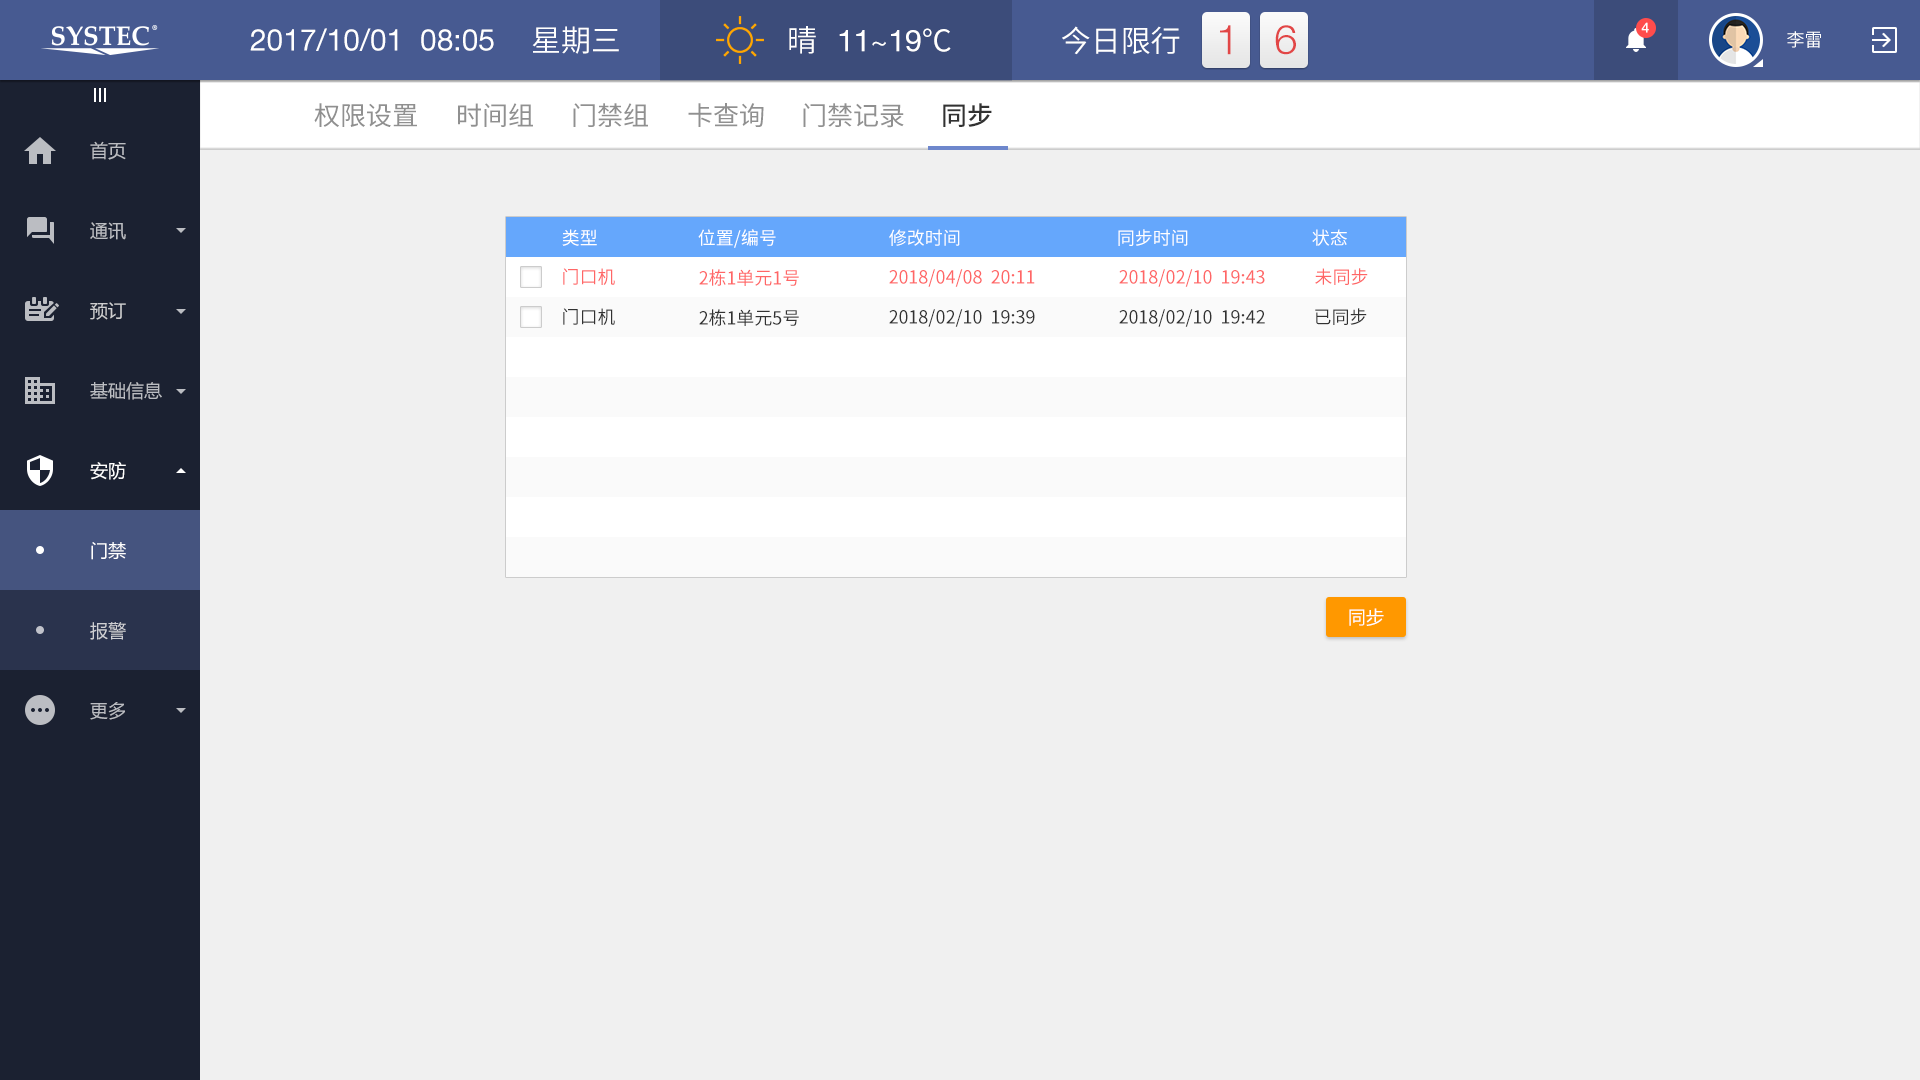 SYSTEC®
2017/10/01 08:05 星期三
晴 11~19℃
今日限行 1 6
4
李雷
权限设置 时间组 门禁组 卡查询 门禁记录 同步
首页
通讯
预订
基础信息
安防
门禁
报警
更多
类型 位置/编号 修改时间 同步时间 状态
门口机 2栋1单元1号 2018/04/08 20:11 2018/02/10 19:43 未同步
门口机 2栋1单元5号 2018/02/10 19:39 2018/02/10 19:42 已同步
同步